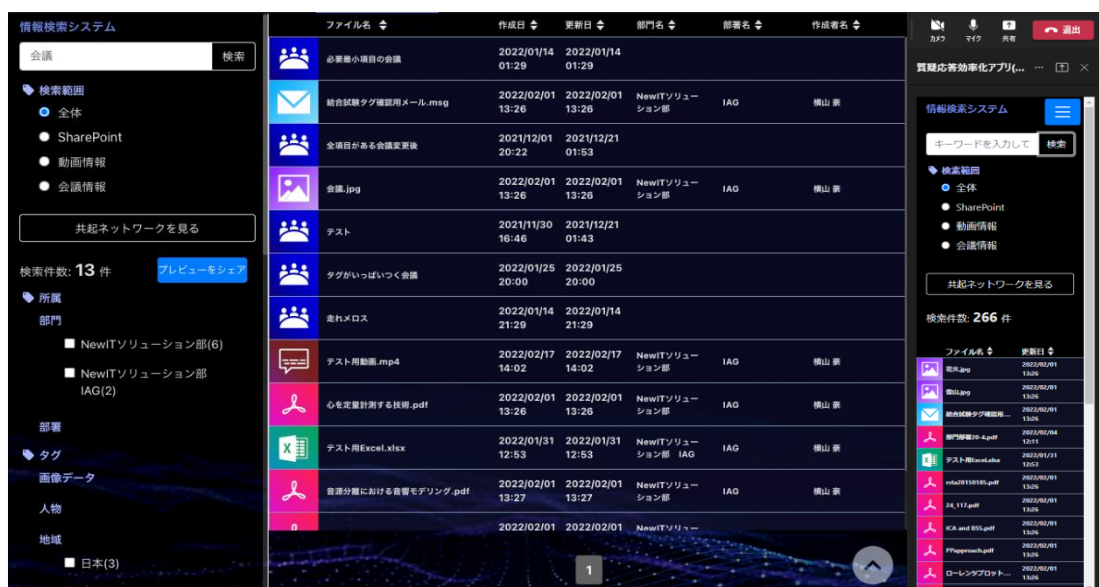 情報検索システム
会議
検索
検索範囲
全体
SharePoint
動画情報
会議情報
共起ネットワークを見る
検索件数: 13 件
プレビューをシェア
所属
部門
NewITソリューション部(6)
NewITソリューション部
IAG(2)
部署
タグ
画像データ
人物
地域
日本(3)
ファイル名 作成日 更新日 部門名 部署名 作成者名
必要最小項目の会議 2022/01/14 01:29 2022/01/14 01:29
結合試験タグ確認用メール.msg 2022/02/01 13:26 2022/02/01 13:26 NewITソリューション部 IAG 横山 豪
全項目がある会議変更後 2021/12/01 20:22 2021/12/21 01:53
会議.jpg 2022/02/01 13:26 2022/02/01 13:26 NewITソリューション部 IAG 横山 豪
テスト 2021/11/30 16:46 2021/12/21 01:43
タグがいっぱいつく会議 2022/01/25 20:00 2022/01/25 20:00
走れメロス 2022/01/14 21:29 2022/01/14 21:29
テスト用動画.mp4 2022/02/17 14:02 2022/02/17 14:02 NewITソリューション部 IAG 横山 豪
心を定量計測する技術.pdf 2022/02/01 13:26 2022/02/01 13:26 NewITソリューション部 IAG 横山 豪
テスト用Excel.xlsx 2022/01/31 12:53 2022/01/31 12:53 NewITソリューション部 IAG 横山 豪
音源分離における音響モデリング.pdf 2022/02/01 13:27 2022/02/01 13:27 NewITソリューション部 IAG 横山 豪
2022/02/01 2022/02/01 NewITソリュー
1
カメラ マイク 共有 退出
質疑応答効率化アプリ(...
情報検索システム
キーワードを入力して 検索
検索範囲
全体
SharePoint
動画情報
会議情報
共起ネットワークを見る
検索件数: 266 件
ファイル名 更新日
花火.jpg 2022/02/01 13:26
雪山.jpg 2022/02/01 13:26
結合試験タグ確認用... 2022/02/01 13:26
部門部署20-4.pdf 2022/02/04 12:11
テスト用Excel.xlsx 2022/01/31 12:53
2022/02/01 13:26
24_117.pdf 2022/02/01 13:26
ICA and BSS.pdf 2022/02/01 13:26
PPapproach.pdf 2022/02/01 13:26
ローレンツプロット... 2022/02/01 13:26